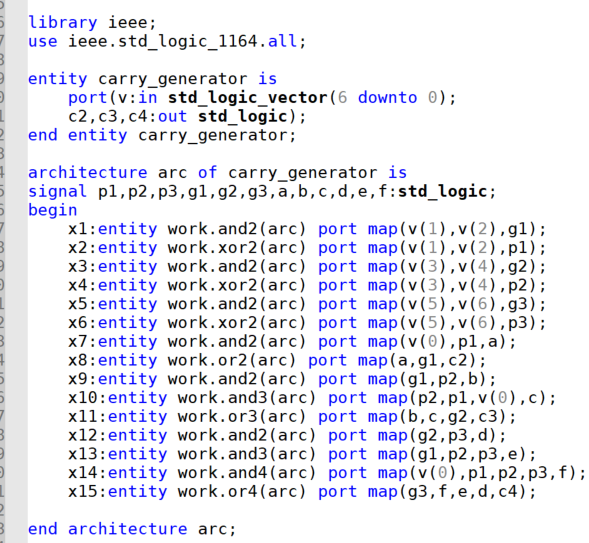 library ieee;
use ieee.std_logic_1164.all;
entity carry_generator is
port(v:in std_logic_vector(6 downto 0);
c2,c3,c4:out std_logic);
end entity carry_generator;
architecture arc of carry_generator is
signal p1,p2,p3,g1,g2,g3,a,b,c,d,e,f:std_logic;
begin
x1:entity work.and2(arc) port map(v(1),v(2),g1);
x2:entity work.xor2(arc) port map(v(1),v(2),p1);
x3:entity work.and2(arc) port map(v(3),v(4),g2);
x4:entity work.xor2(arc) port map(v(3),v(4),p2);
x5:entity work.and2(arc) port map(v(5),v(6),g3);
x6:entity work.xor2(arc) port map(v(5),v(6),p3);
x7:entity work.and2(arc) port map(v(0),p1,a);
x8:entity work.or2(arc) port map(a,g1,c2);
x9:entity work.and2(arc) port map(g1,p2,b);
x10:entity work.and3(arc) port map(p2,p1,v(0),c);
x11:entity work.or3(arc) port map(b,c,g2,c3);
x12:entity work.and2(arc) port map(g2,p3,d);
x13:entity work.and3(arc) port map(g1,p2,p3,e);
x14:entity work.and4(arc) port map(v(0),p1,p2,p3,f);
x15:entity work.or4(arc) port map(g3,f,e,d,c4);
end architecture arc;